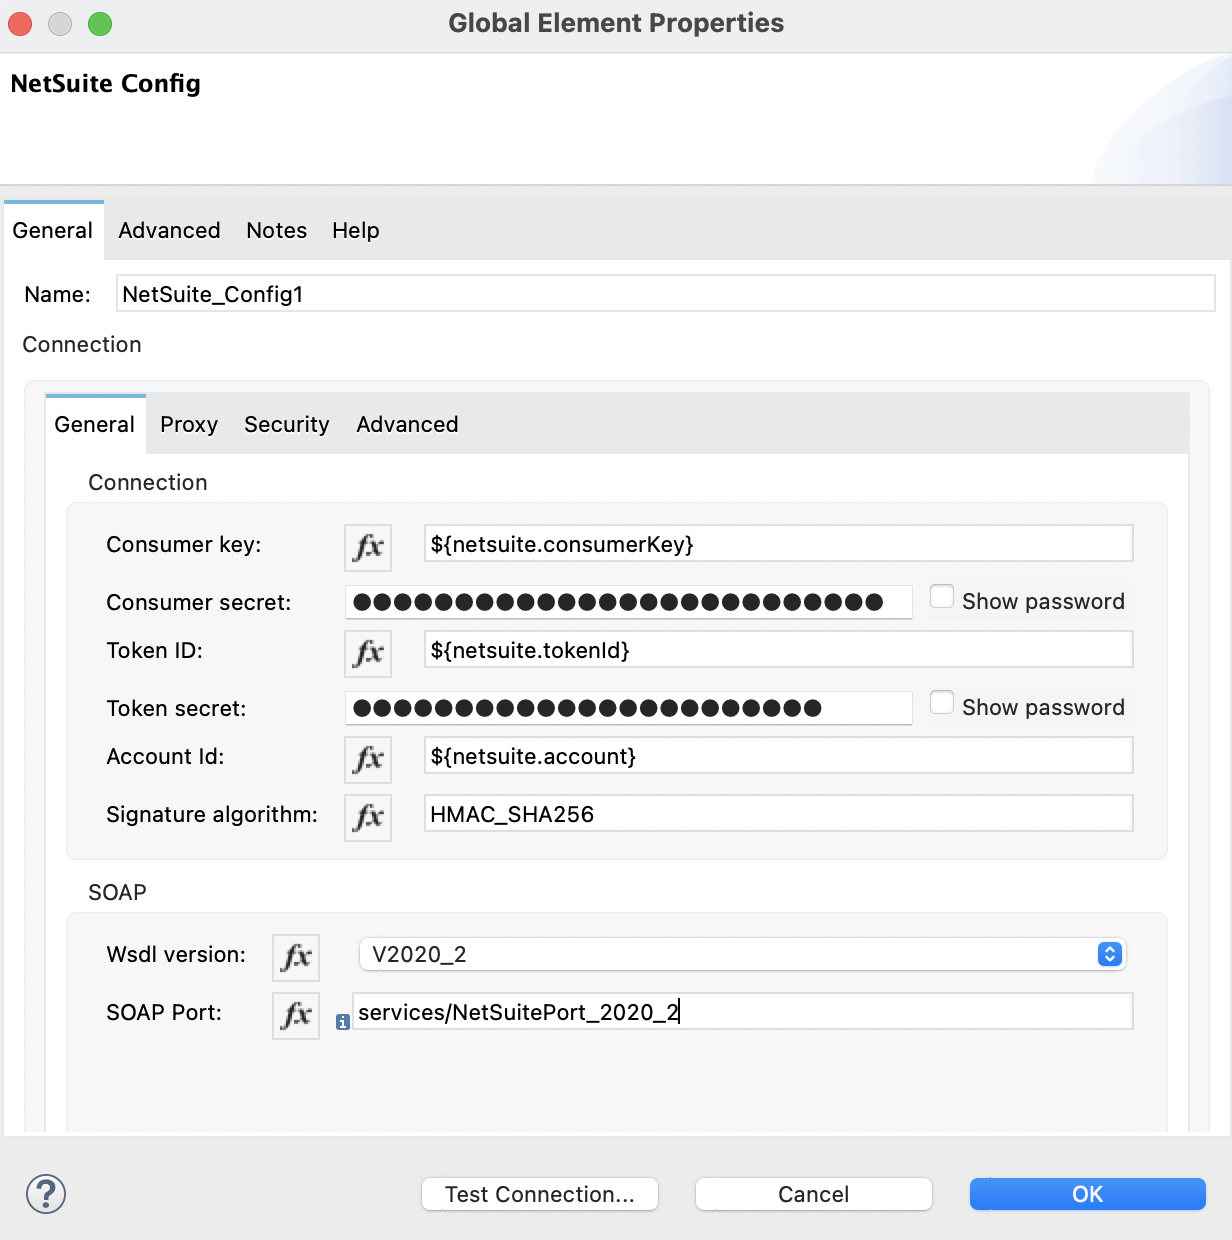 Global Element Properties
NetSuite Config
General Advanced Notes Help
Name: NetSuite_Config1
Connection
General Proxy Security Advanced
Connection
Consumer key: fx ${netsuite.consumerKey}
Consumer secret: ●●●●●●●●●●●●●●●●●●●●●●●●●● Show password
Token ID: fx ${netsuite.tokenId}
Token secret: ●●●●●●●●●●●●●●●●●●●●●●● Show password
Account Id: fx ${netsuite.account}
Signature algorithm: fx HMAC_SHA256
SOAP
Wsdl version: fx V2020_2
SOAP Port: fx i services/NetSuitePort_2020_2
? Test Connection... Cancel OK